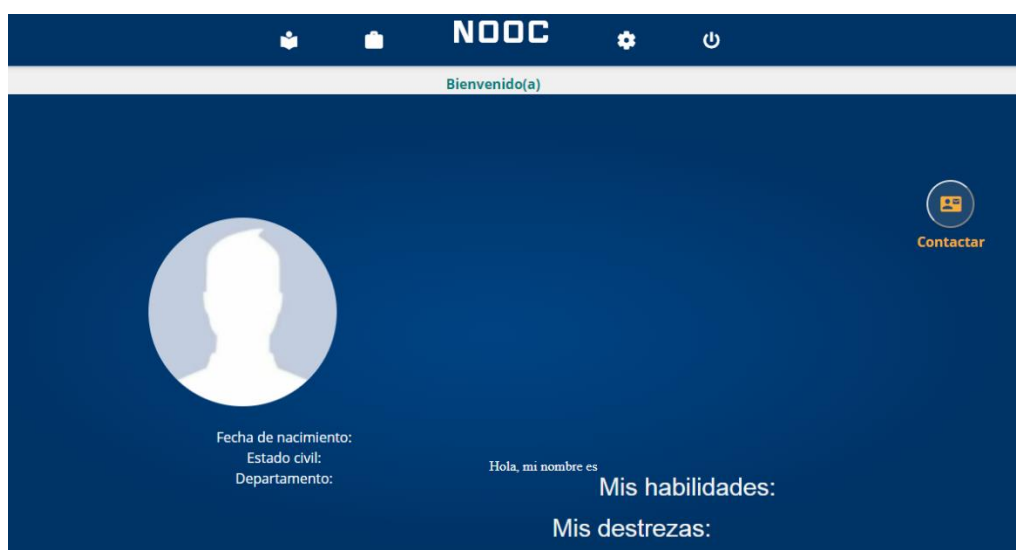 NOOC
Bienvenido(a)
Contactar
Fecha de nacimiento:
Estado civil:
Departamento:
Hola, mi nombre es
Mis habilidades:
Mis destrezas: